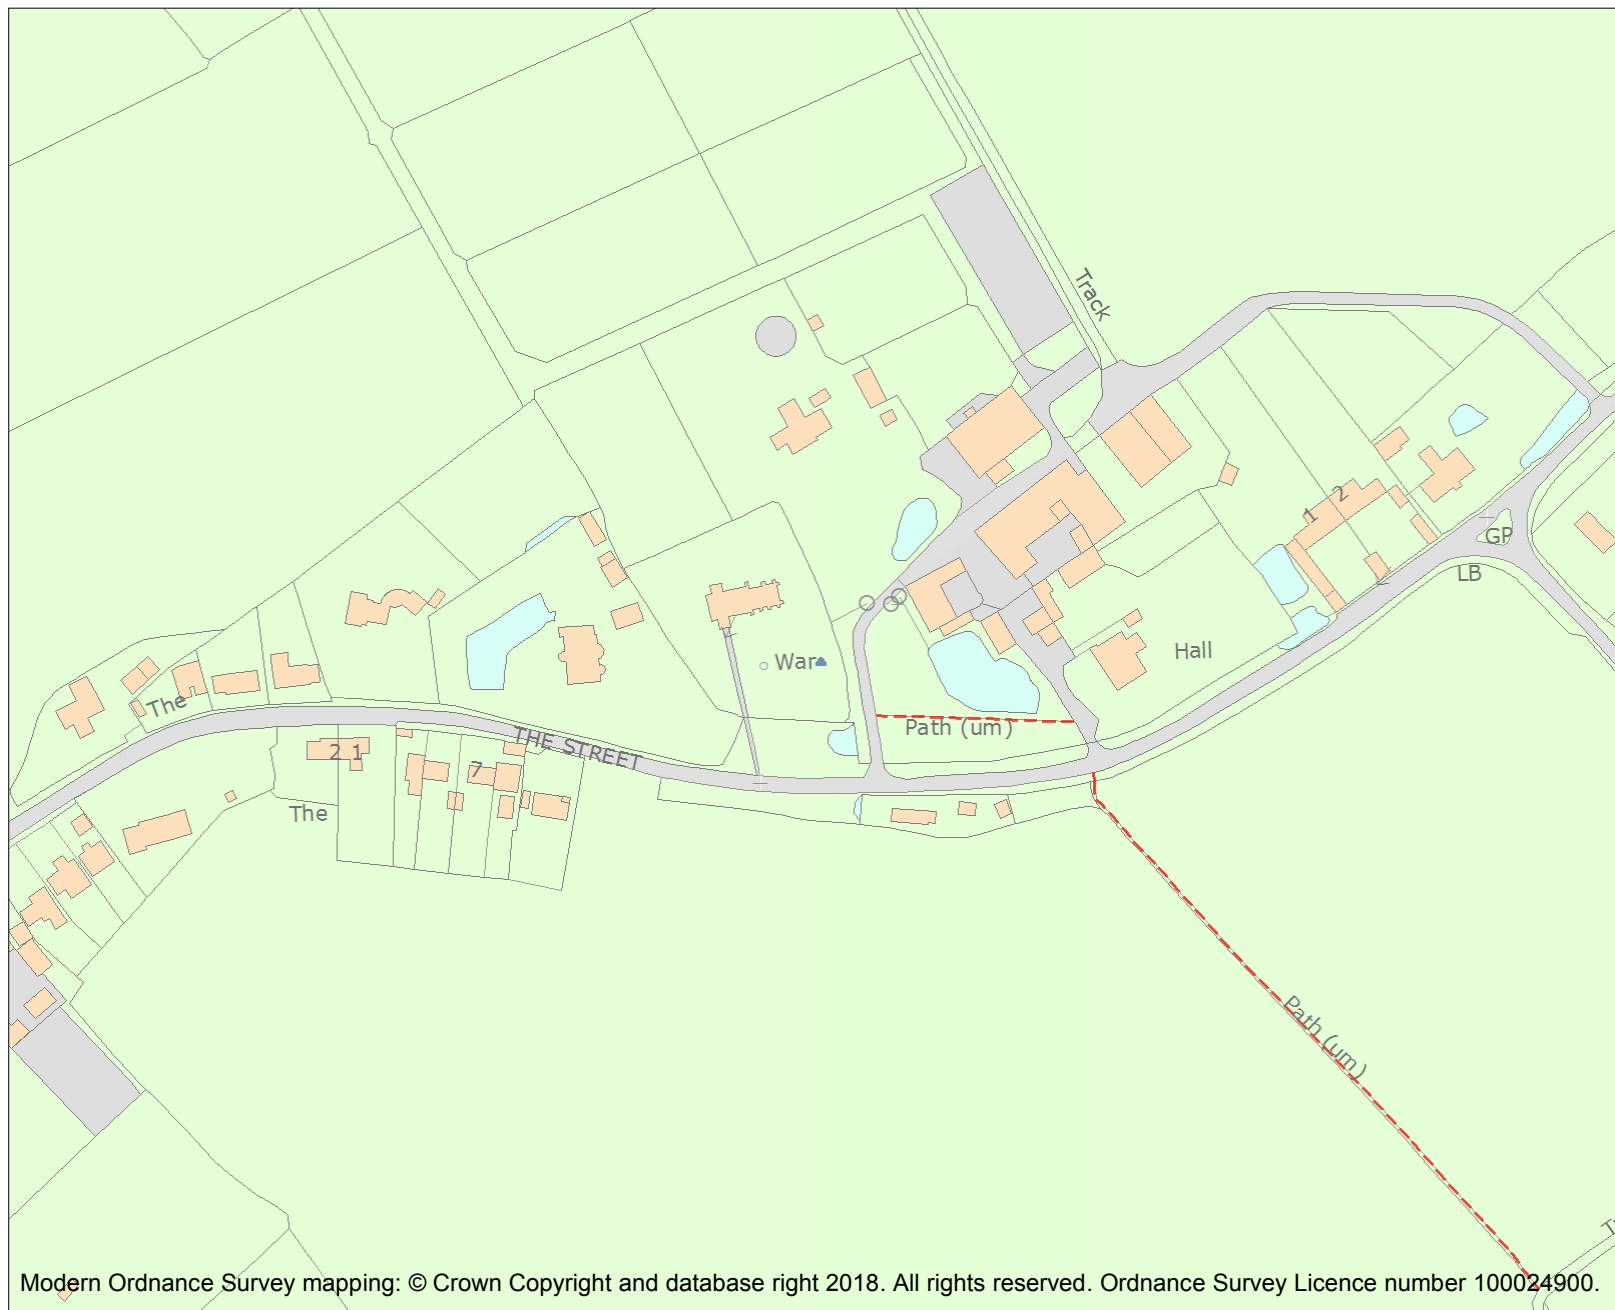 Track
2
1
GP
LB
Hall
War
The
Path (um)
THE STREET
2 1
7
The
Path (um)
Modern Ordnance Survey mapping: © Crown Copyright and database right 2018. All rights reserved. Ordnance Survey Licence number 100024900.